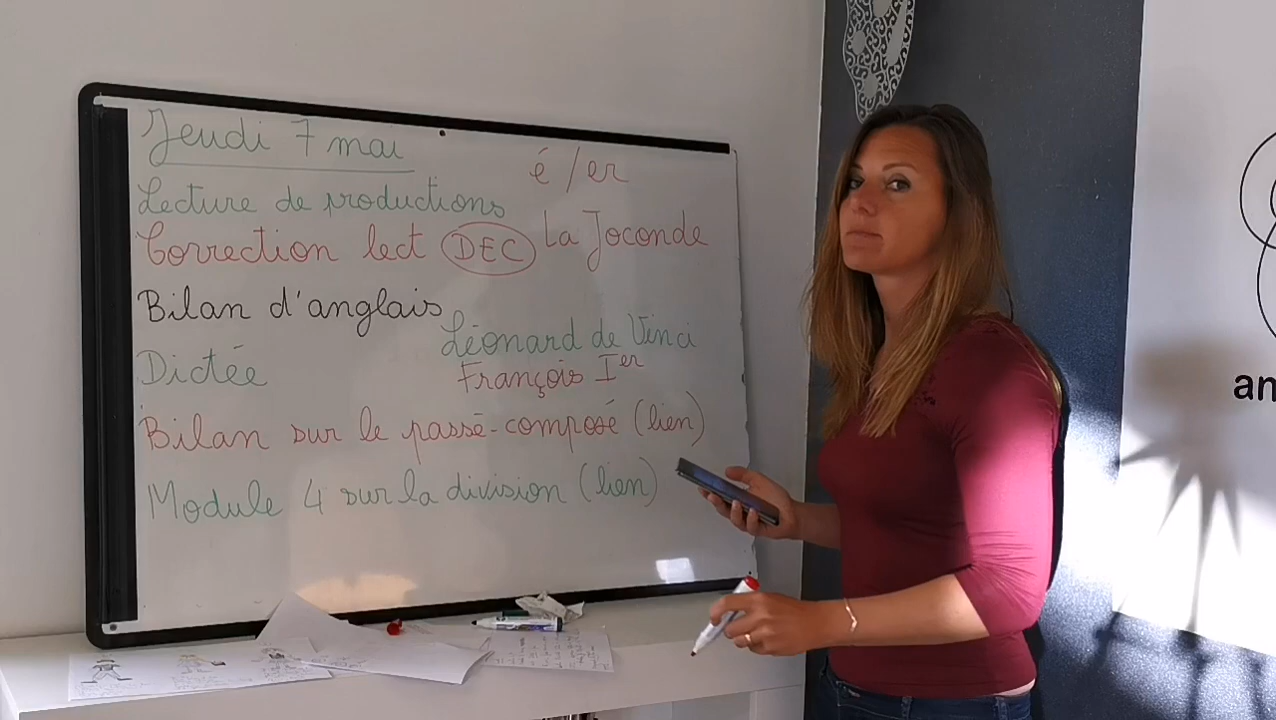 Jeudi 7 mai
é / er
Lecture de productions
Correction lect DEC La Joconde
Bilan d'anglais
Léonard de Vinci
Dictée
François Ier
Bilan sur le passé-composé (lien)
Module 4 sur la division (lien)
an